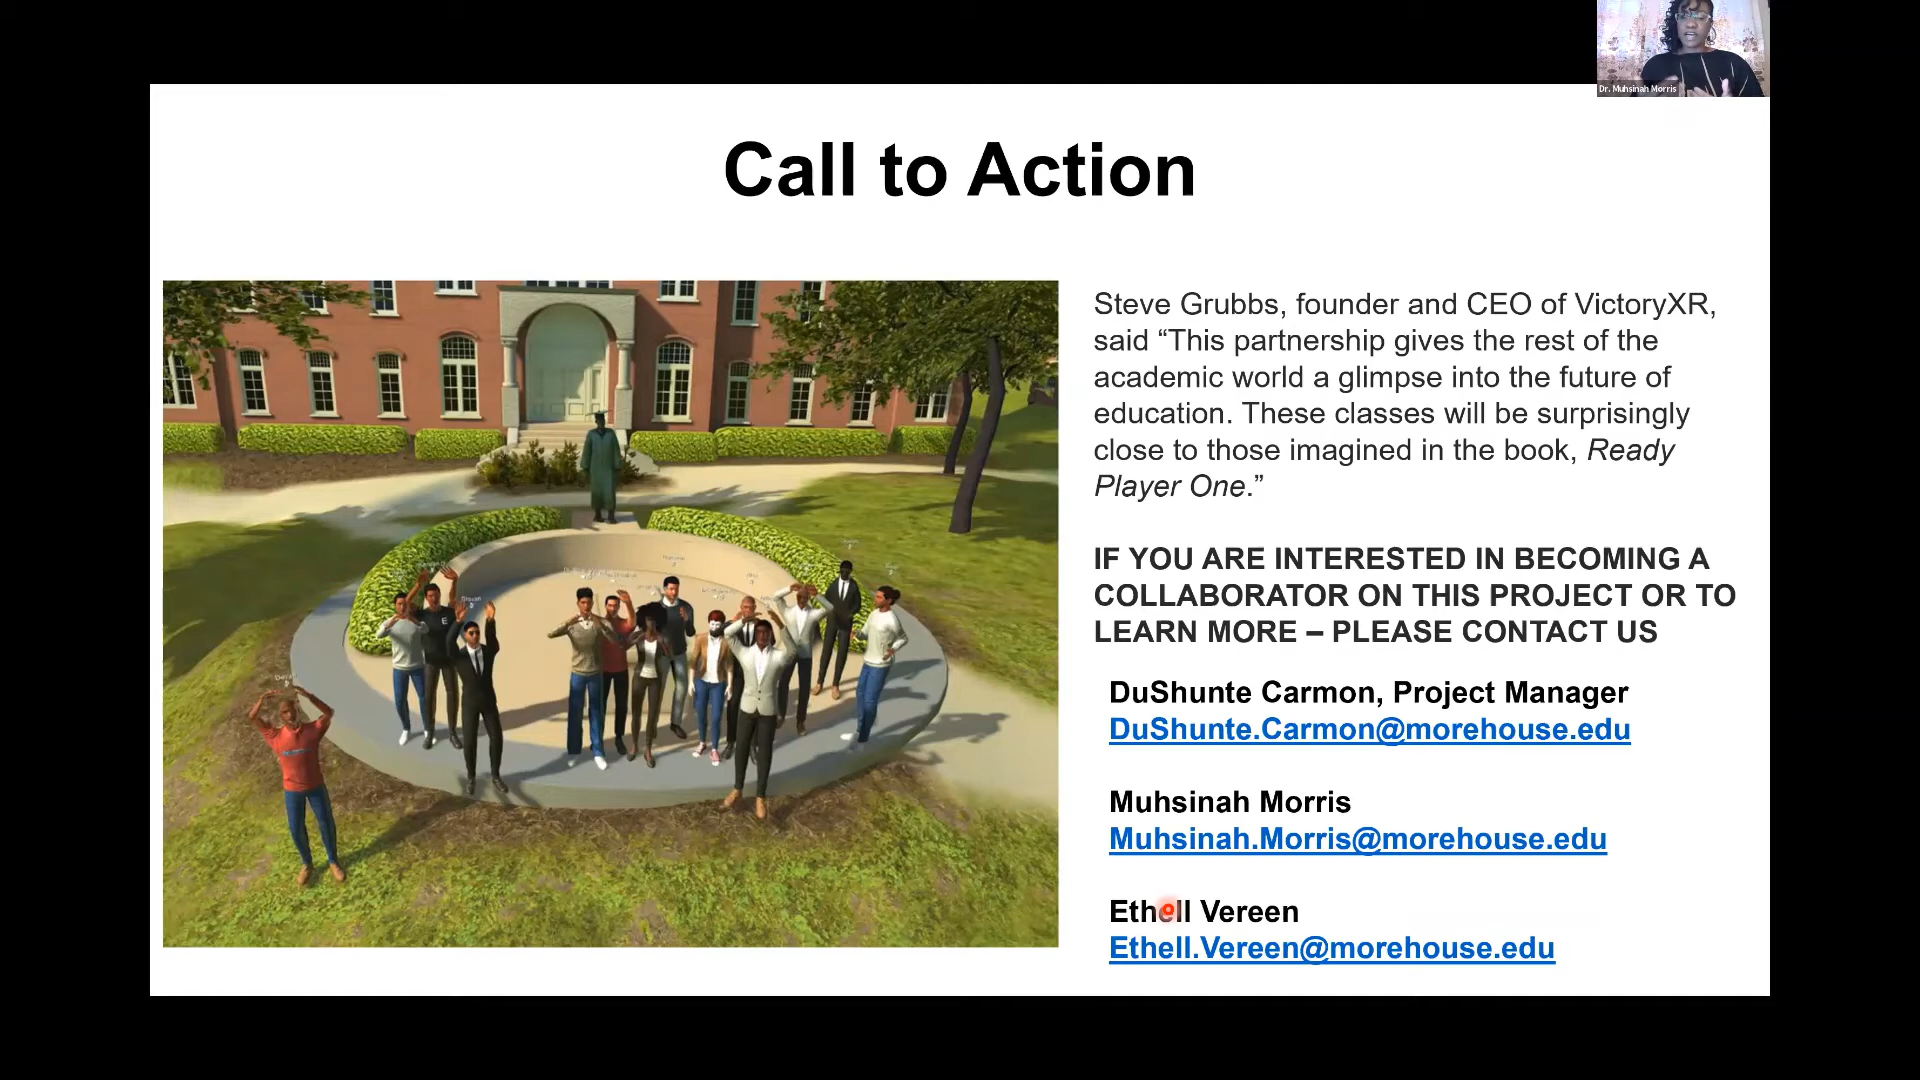 Dr. Muhsinah Morris
Call to Action
Steve Grubbs, founder and CEO of VictoryXR,
said “This partnership gives the rest of the
academic world a glimpse into the future of
education. These classes will be surprisingly
close to those imagined in the book, Ready
Player One.”
IF YOU ARE INTERESTED IN BECOMING A
COLLABORATOR ON THIS PROJECT OR TO
LEARN MORE – PLEASE CONTACT US
DuShunte Carmon, Project Manager
DuShunte.Carmon@morehouse.edu
Muhsinah Morris
Muhsinah.Morris@morehouse.edu
Ethell Vereen
Ethell.Vereen@morehouse.edu